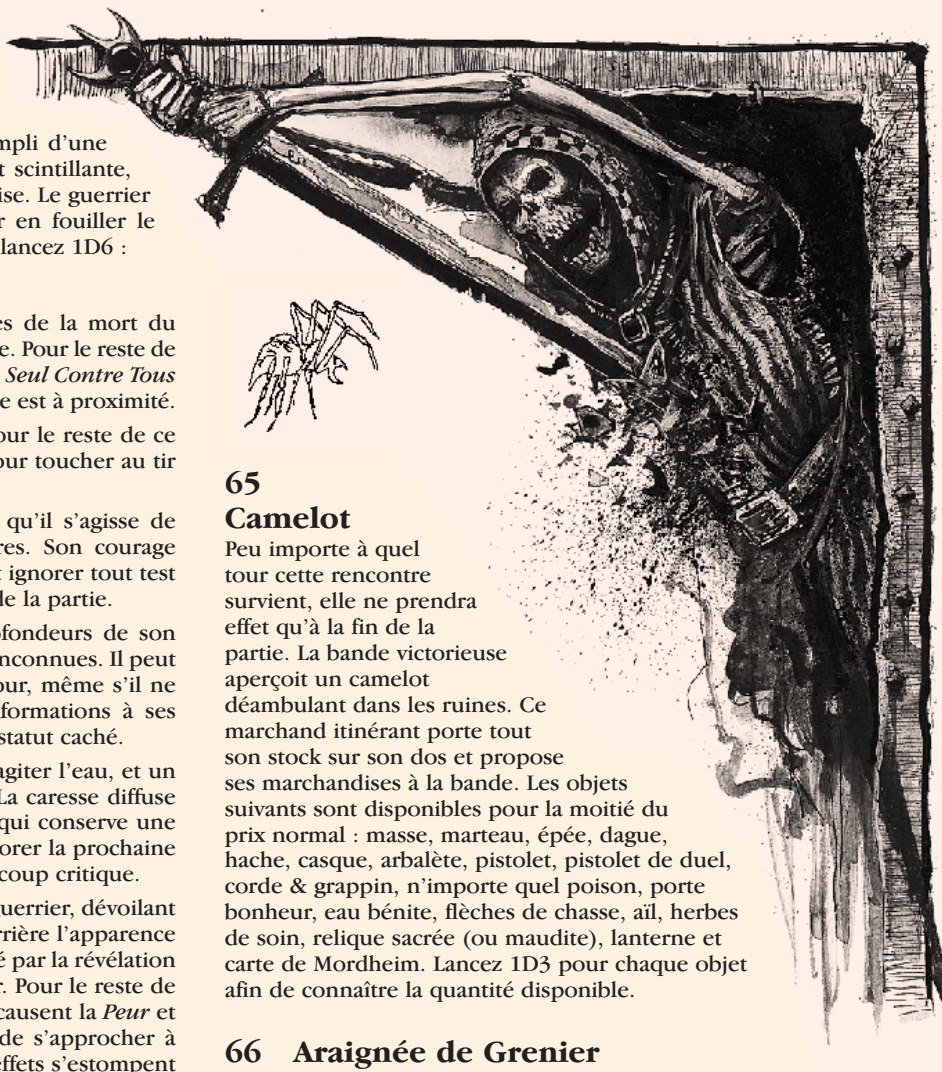 mpli d'une
t scintillante,
ise. Le guerrier
r en fouiller le
lancez 1D6 :
es de la mort du
e. Pour le reste de
Seul Contre Tous
e est à proximité.
our le reste de ce
our toucher au tir
qu'il s'agisse de
res. Son courage
t ignorer tout test
de la partie.
ofondeurs de son
nconnues. Il peut
our, même s'il ne
formations à ses
statut caché.
agiter l'eau, et un
La caresse diffuse
qui conserve une
orer la prochaine
coup critique.
guerrier, dévoilant
rrière l'apparence
é par la révélation
r. Pour le reste de
causent la Peur et
de s'approcher à
effets s'estompent
65
Camelot
Peu importe à quel
tour cette rencontre
survient, elle ne prendra
effet qu'à la fin de la
partie. La bande victorieuse
aperçoit un camelot
déambulant dans les ruines. Ce
marchand itinérant porte tout
son stock sur son dos et propose
ses marchandises à la bande. Les objets
suivants sont disponibles pour la moitié du
prix normal : masse, marteau, épée, dague,
hache, casque, arbalète, pistolet, pistolet de duel,
corde & grappin, n'importe quel poison, porte
bonheur, eau bénite, flèches de chasse, aïl, herbes
de soin, relique sacrée (ou maudite), lanterne et
carte de Mordheim. Lancez 1D3 pour chaque objet
afin de connaître la quantité disponible.
66 Araignée de Grenier